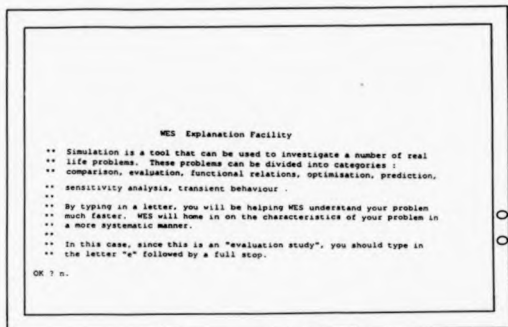 WES Explanation Facility
** Simulation is a tool that can be used to investigate a number of real
** life problems. These problems can be divided into categories :
** comparison, evaluation, functional relations, optimisation, prediction,
** sensitivity analysis, transient behaviour .
**
** By typing in a letter, you will be helping WES understand your problem
** much faster. WES will home in on the characteristics of your problem in
** a more systematic manner.
**
** In this case, since this is an "evaluation study", you should type in
** the letter "e" followed by a full stop.
OK ? n.